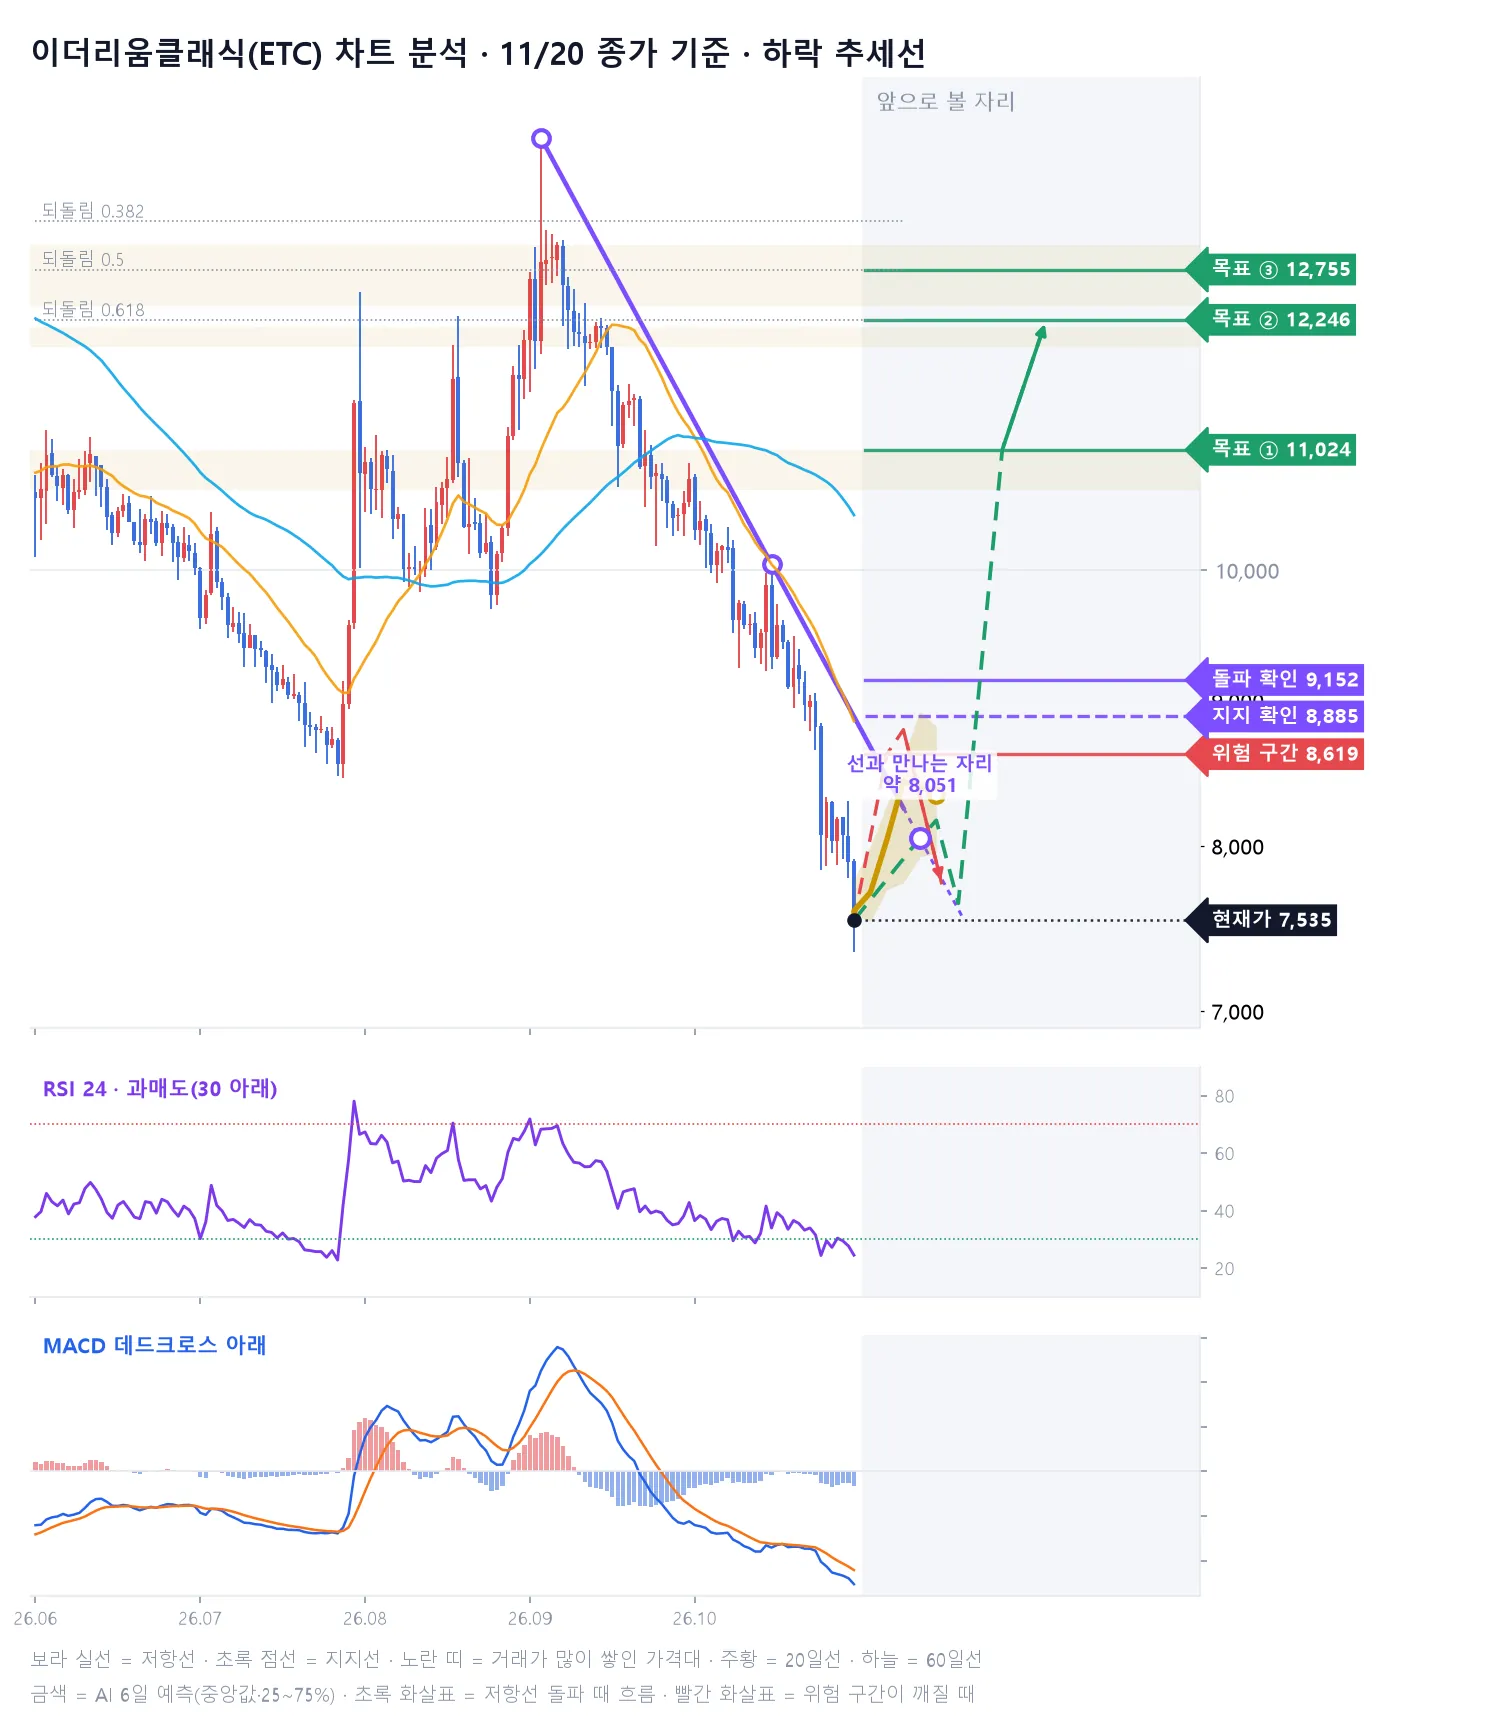 이더리움클래식(ETC) 차트 분석 · 11/20 종가 기준 · 하락 추세선
앞으로 볼 자리
되돌림 0.382
되돌림 0.5
되돌림 0.618
목표 ③ 12,755
목표 ② 12,246
목표 ① 11,024
10,000
돌파 확인 9,152
지지 확인 8,885
위험 구간 8,619
선과 만나는 자리
약 8,051
8,000
현재가 7,535
7,000
RSI 24 · 과매도(30 아래)
80
60
40
20
MACD 데드크로스 아래
26.06 26.07 26.08 26.09 26.10
보라 실선 = 저항선 · 초록 점선 = 지지선 · 노란 띠 = 거래가 많이 쌓인 가격대 · 주황 = 20일선 · 하늘 = 60일선
금색 = AI 6일 예측(중앙값·25~75%) · 초록 화살표 = 저항선 돌파 때 흐름 · 빨간 화살표 = 위험 구간이 깨질 때